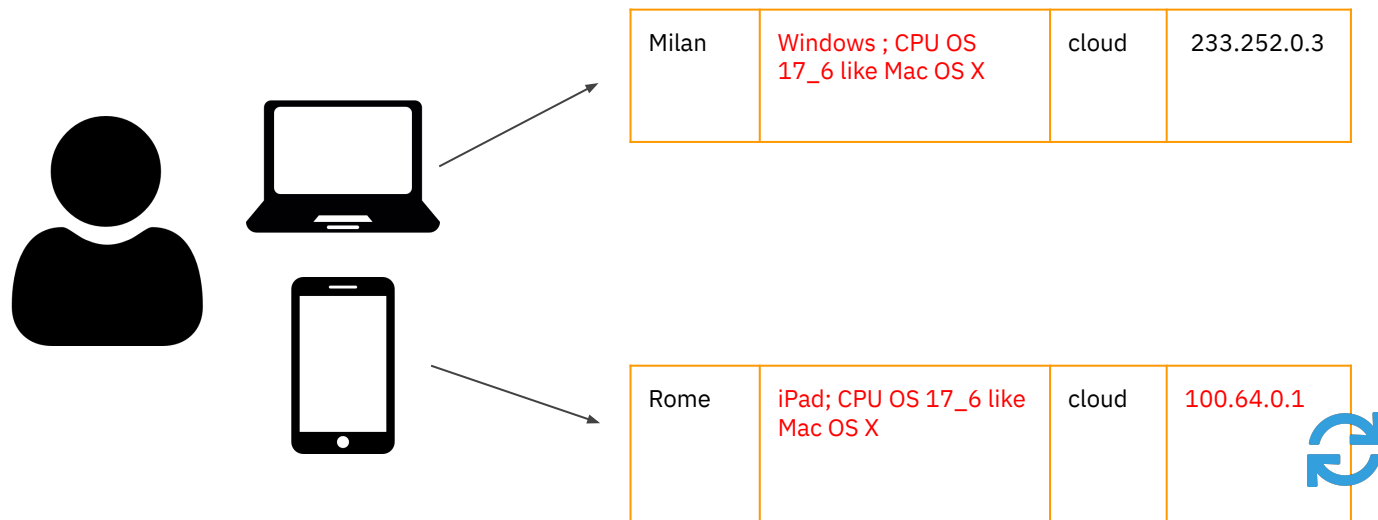 Milan
Windows ; CPU OS
17_6 like Mac OS X
cloud
233.252.0.3
Rome
iPad; CPU OS 17_6 like
Mac OS X
cloud
100.64.0.1